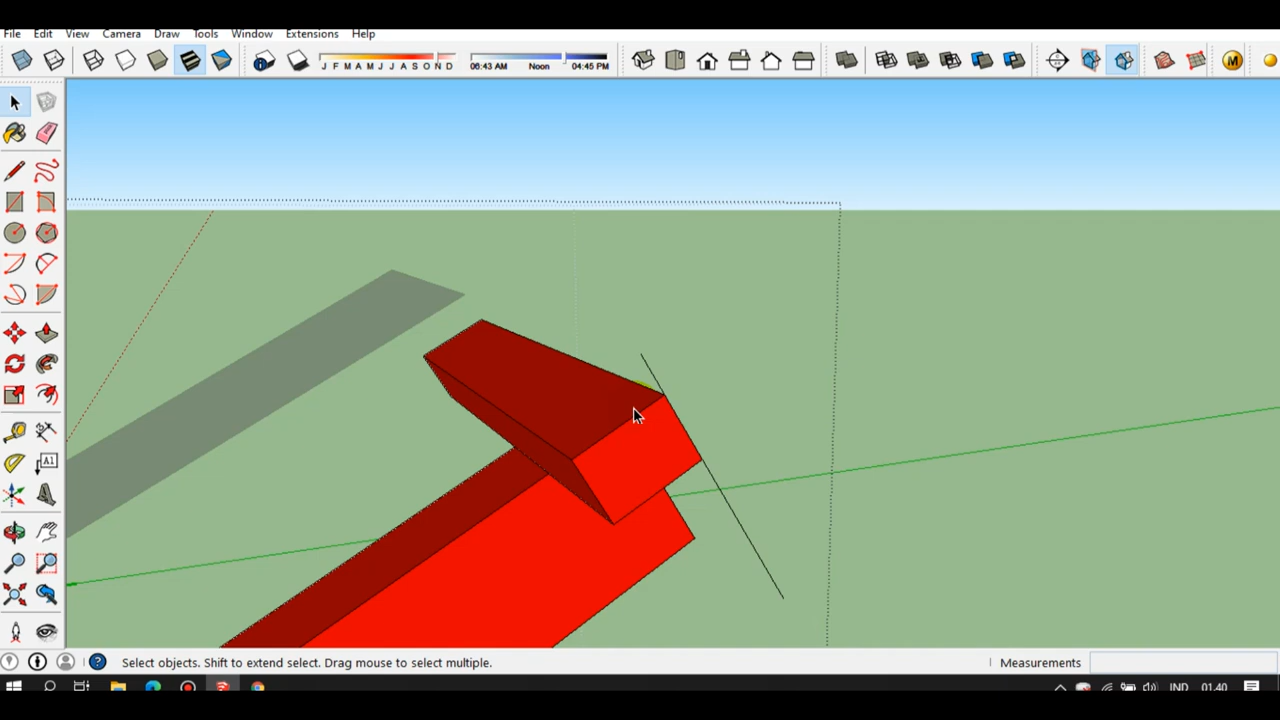 File Edit View Camera Draw Tools Window Extensions Help
J F M A M J J A S O N D 06:43 AM Noon 04:45 PM
M
A1
Select objects. Shift to extend select. Drag mouse to select multiple. Measurements
IND 01.40